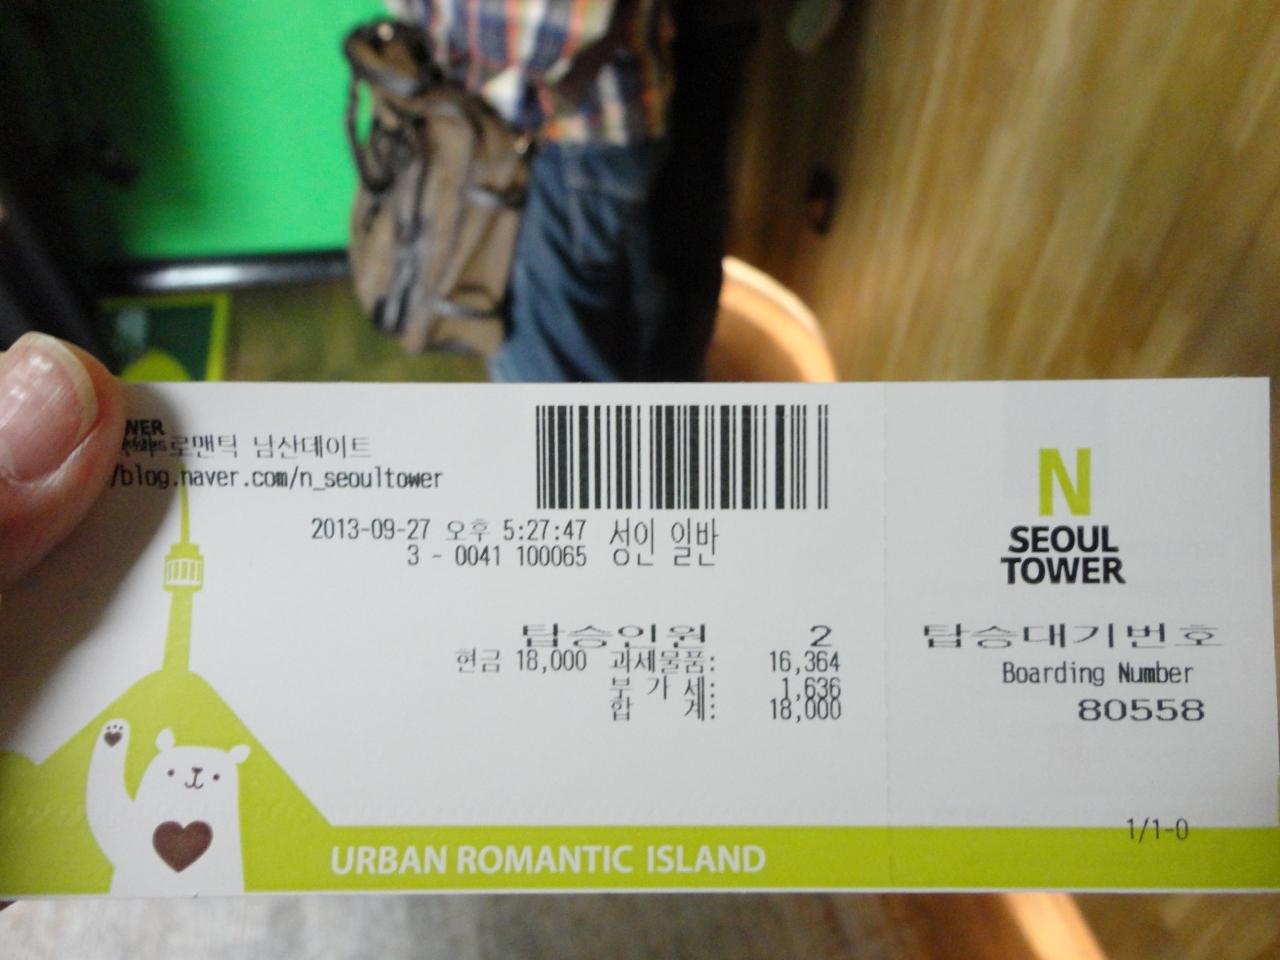 로맨틱 남산데이트
/blog.naver.com/n_seoultower
2013-09-27 오후 5:27:47 성인 일반
3 - 0041 100065
탑승인원 2
현금 18,000 과세물품: 16,364
부 가 세: 1,636
합 계: 18,000
URBAN ROMANTIC ISLAND
N
SEOUL
TOWER
탑승대기번호
Boarding Number
80558
1/1-0